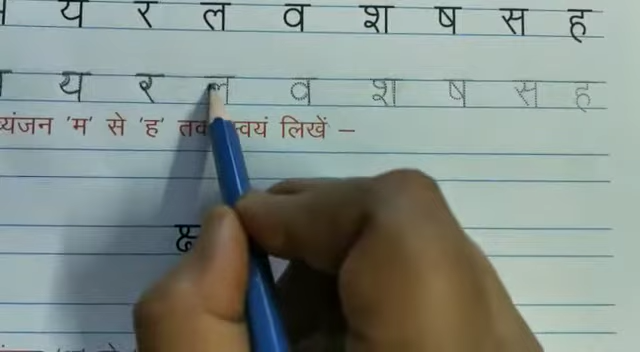 य र ल व श ष स ह
य र ल व श ष स ह
व्यंजन 'म' से 'ह' तक स्वयं लिखें –